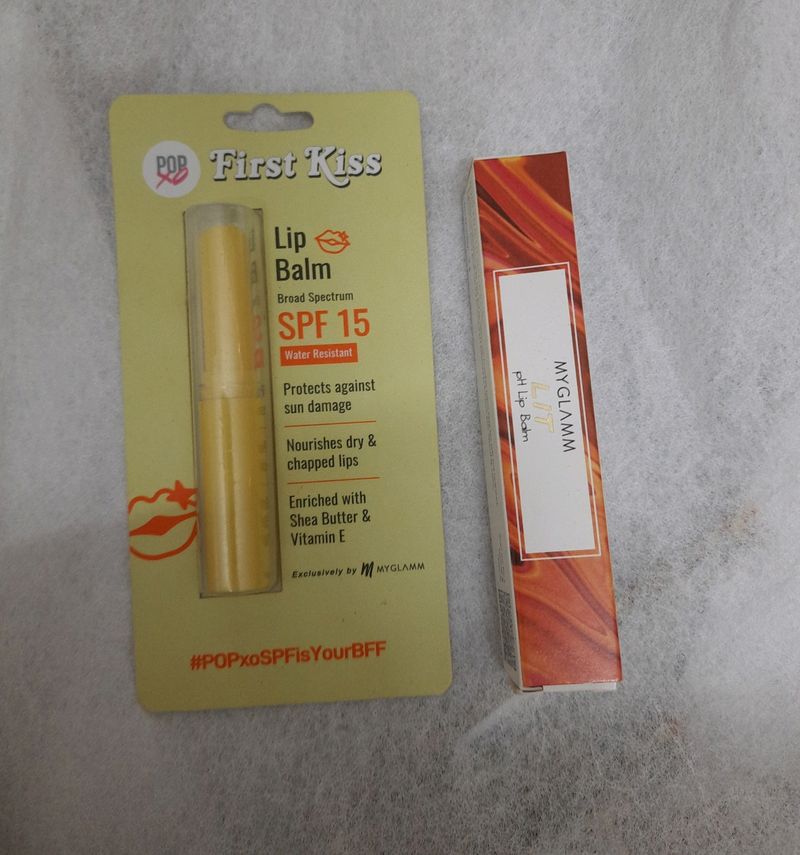 POP
xo
First Kiss
Lip
Balm
Broad Spectrum
SPF 15
Water Resistant
Protects against
sun damage
Nourishes dry &
chapped lips
Enriched with
Shea Butter &
Vitamin E
Exclusively by M MYGLAMM
#POPxoSPFisYourBFF
MYGLAMM
LIT
pH Lip Balm